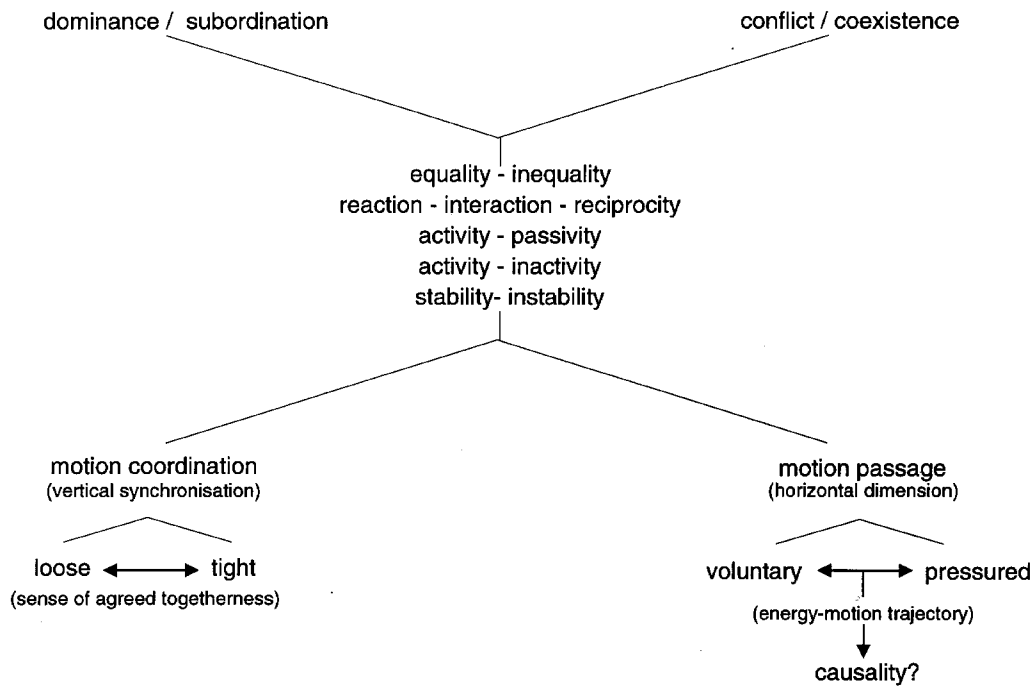 dominance / subordination
conflict / coexistence
equality - inequality
reaction - interaction - reciprocity
activity - passivity
activity - inactivity
stability- instability
motion coordination
(vertical synchronisation)
motion passage
(horizontal dimension)
loose tight
(sense of agreed togetherness)
voluntary pressured
(energy-motion trajectory)
causality?